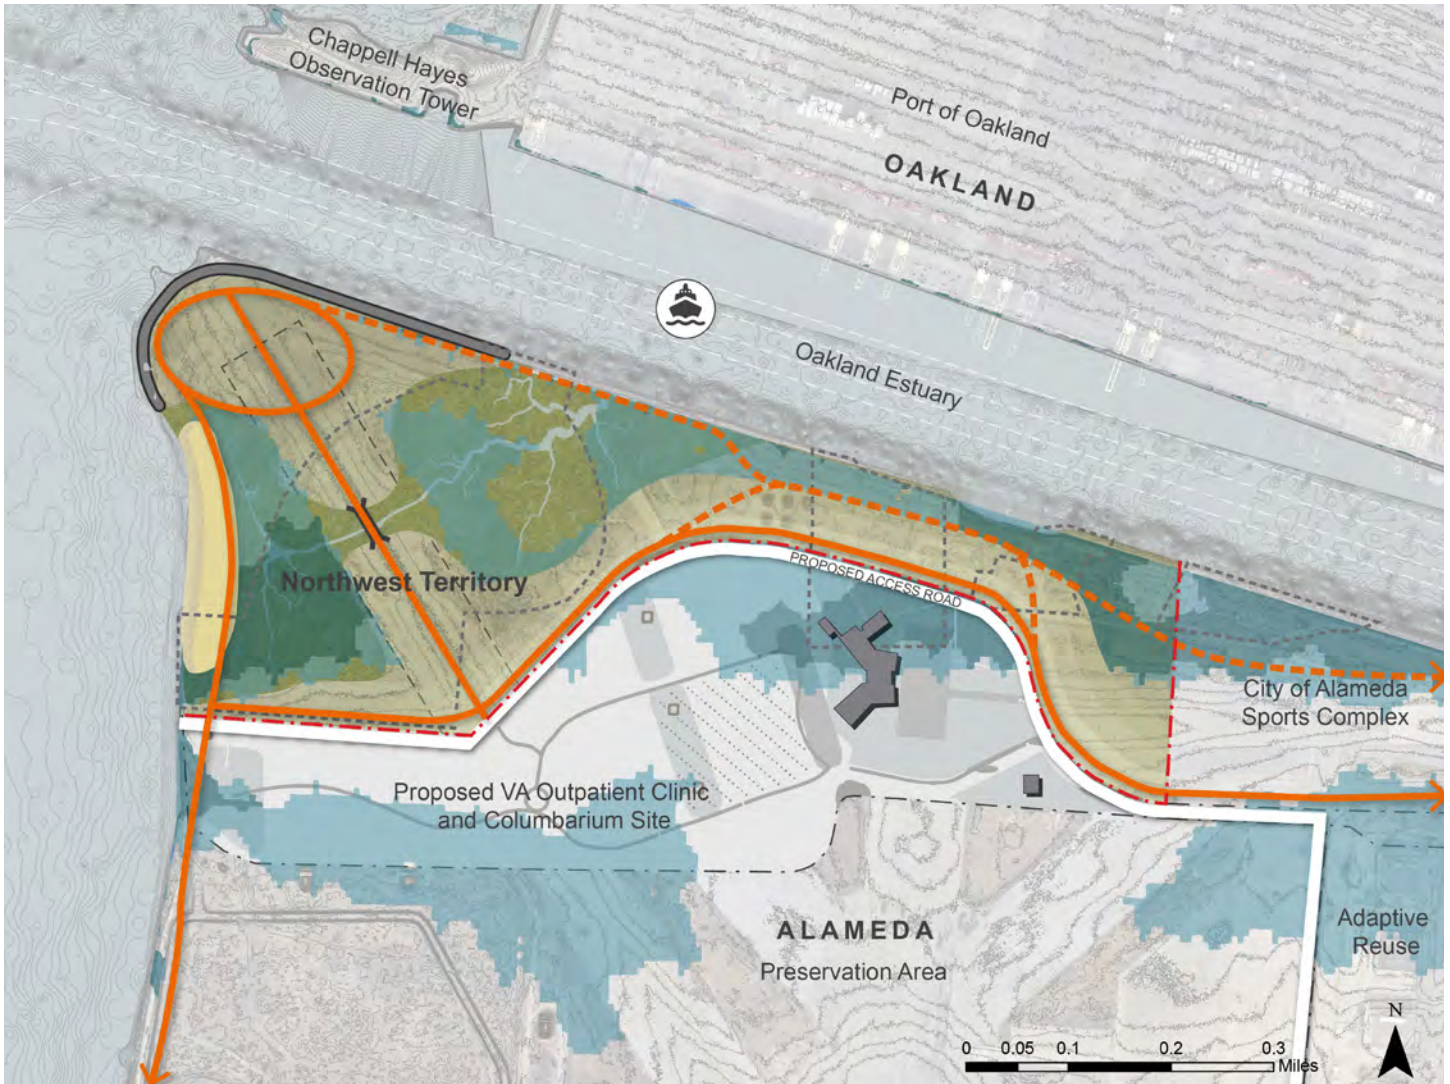 Chappell Hayes
Observation Tower
Port of Oakland
OAKLAND
Oakland Estuary
PROPOSED ACCESS ROAD
Northwest Territory
City of Alameda
Sports Complex
Proposed VA Outpatient Clinic
and Columbarium Site
ALAMEDA
Preservation Area
Adaptive
Reuse
N
0 0.05 0.1 0.2 0.3
Miles